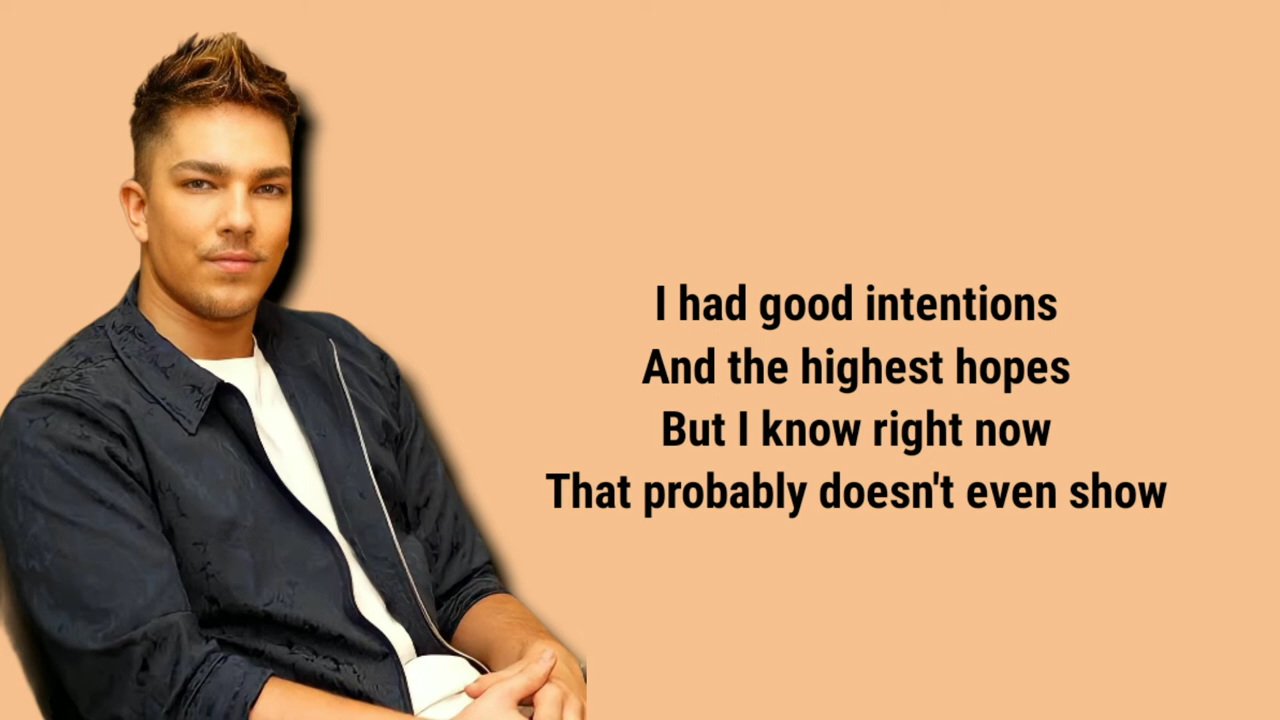 I had good intentions
And the highest hopes
But I know right now
That probably doesn't even show